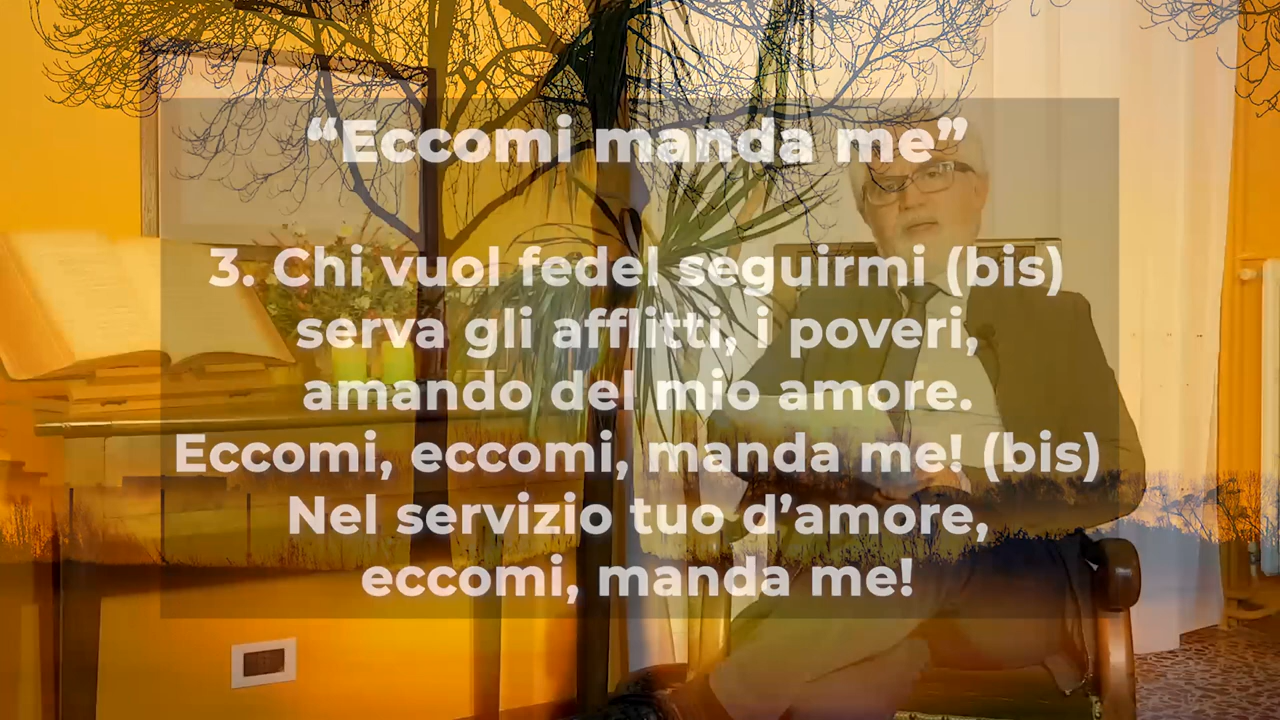 “Eccomi manda me”
3. Chi vuol fedel seguirmi (bis)
serva gli afflitti, i poveri,
amando del mio amore.
Eccomi, eccomi, manda me! (bis)
Nel servizio tuo d’amore,
eccomi, manda me!